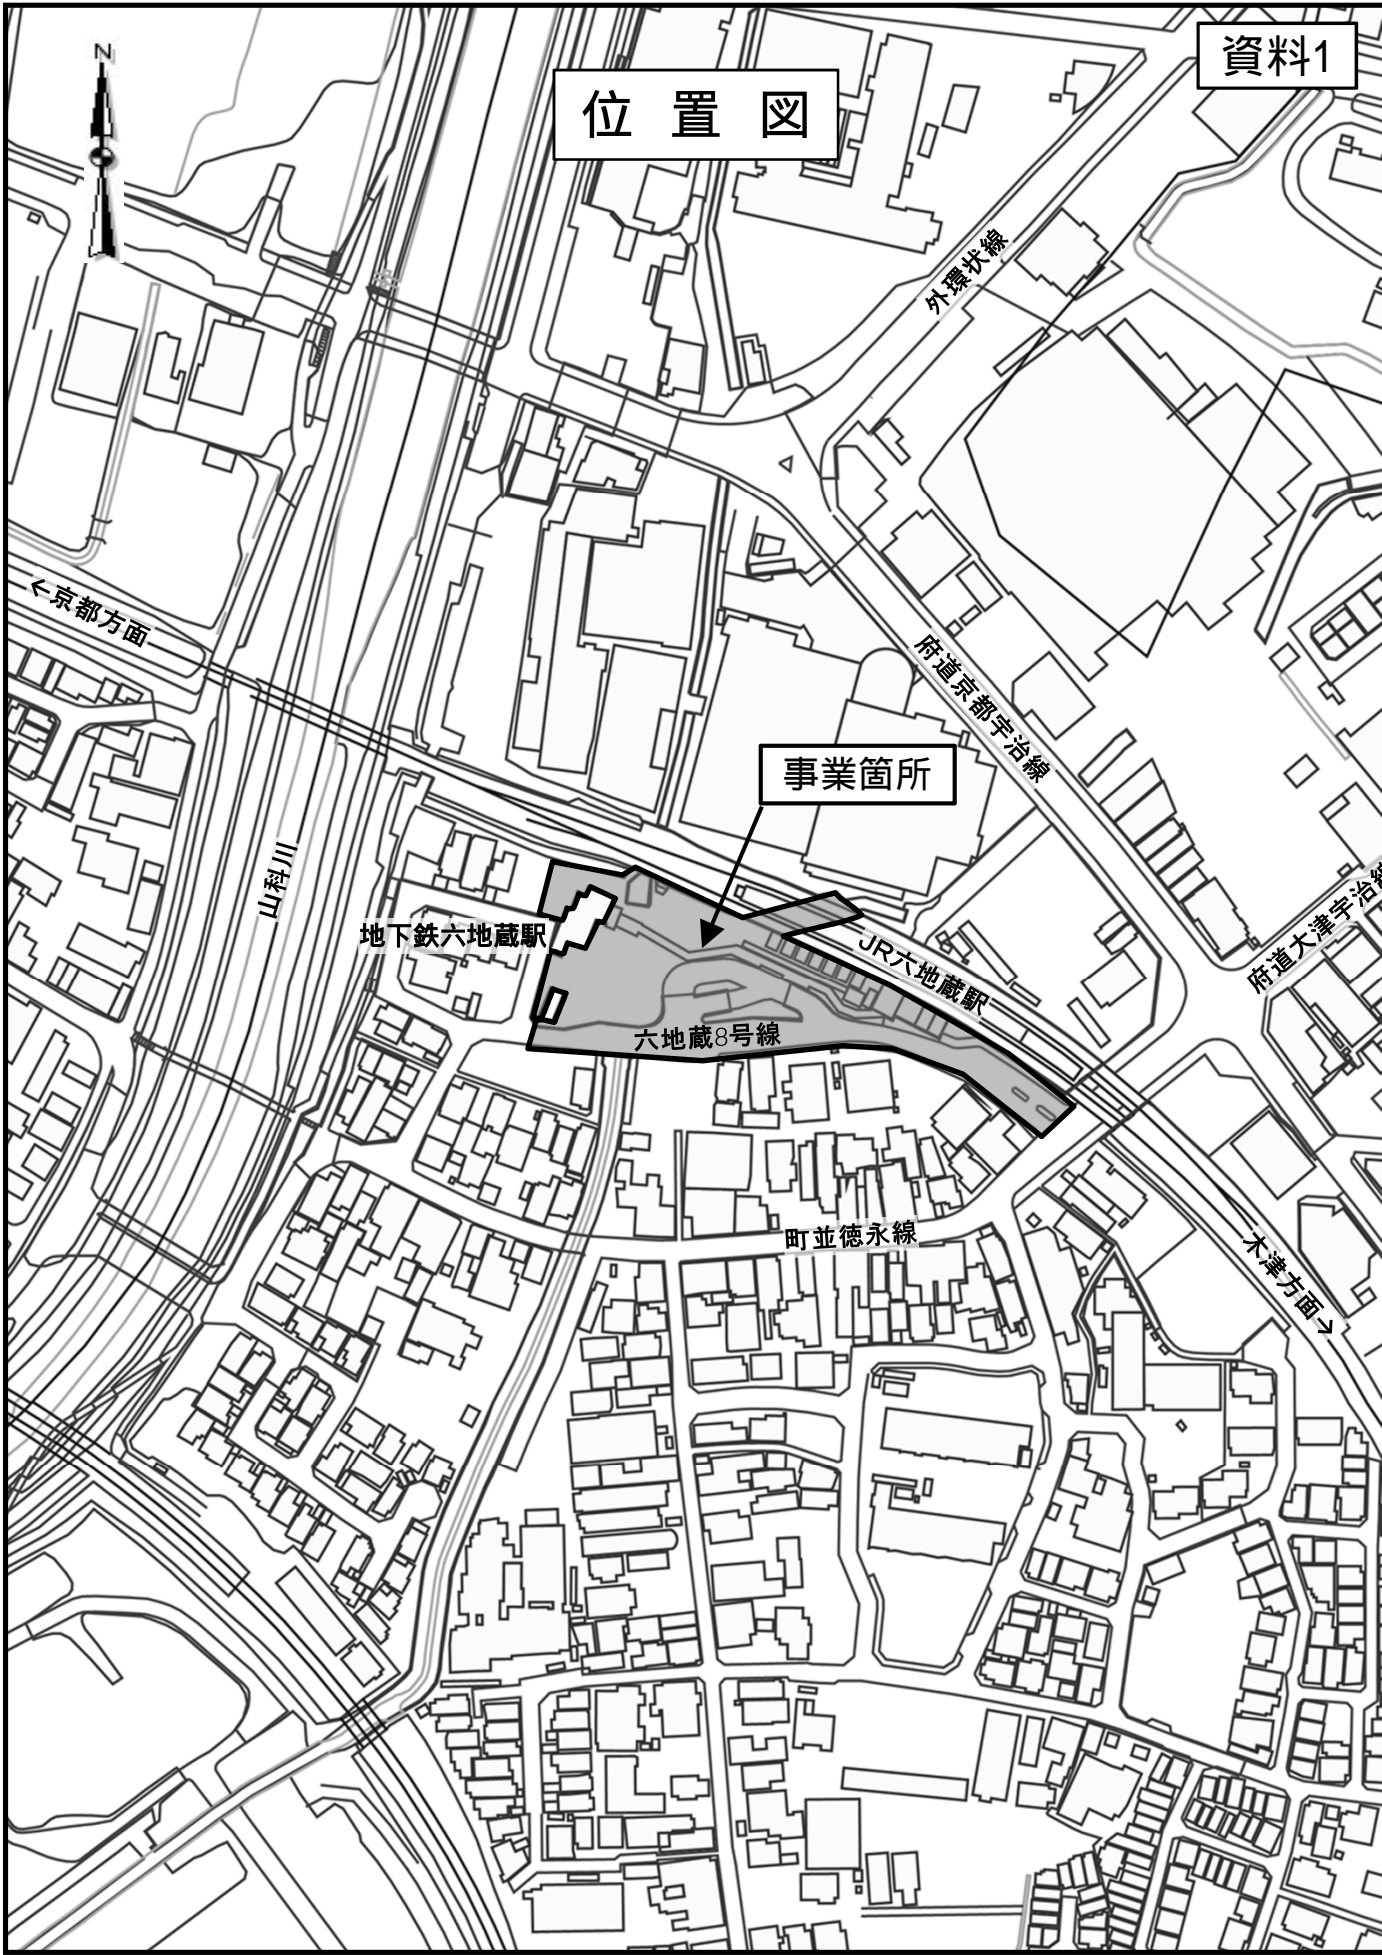 資料1
N
位 置 図
外環状線
←京都方面
府道京都宇治線
事業箇所
山科川
府道大津宇治線
地下鉄六地蔵駅
JR六地蔵駅
六地蔵8号線
町並徳永線
木津方面→